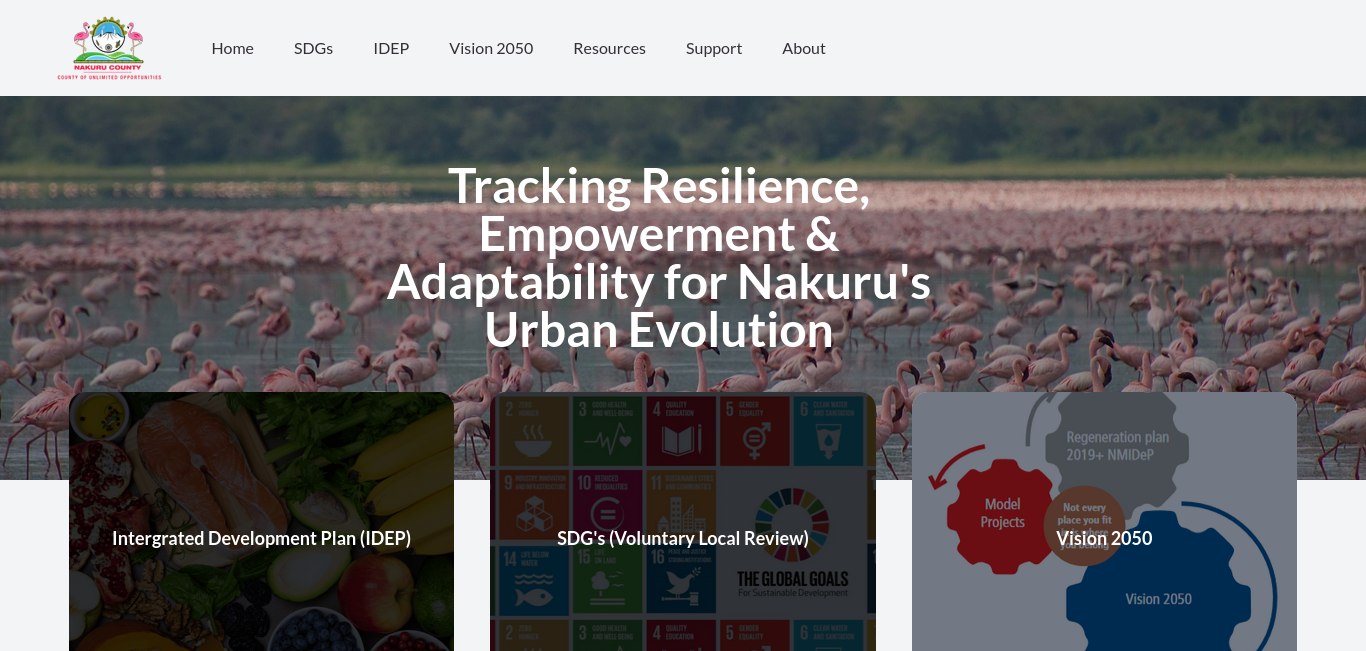 NAKURU COUNTY
COUNTY OF UNLIMITED OPPORTUNITIES
Home
SDGs
IDEP
Vision 2050
Resources
Support
About
Tracking Resilience,
Empowerment &
Adaptability for Nakuru's
Urban Evolution
Intergrated Development Plan (IDEP)
2 ZERO
HUNGER
3 GOOD HEALTH
AND WELL-BEING
4 QUALITY
EDUCATION
5 GENDER
EQUALITY
6 CLEAN WATER
AND SANITATION
9 INDUSTRY, INNOVATION
AND INFRASTRUCTURE
10 REDUCED
INEQUALITIES
11 SUSTAINABLE CITIES
AND COMMUNITIES
SDG's (Voluntary Local Review)
14 LIFE BELOW
WATER
15 LIFE
ON LAND
16 PEACE AND JUSTICE
STRONG INSTITUTIONS
THE GLOBAL GOALS
For Sustainable Development
2 ZERO
HUNGER
3 GOOD HEALTH
AND WELL-BEING
4 QUALITY
EDUCATION
5 GENDER
EQUALITY
6 CLEAN WATER
AND SANITATION
Regeneration plan
2019+ NMIDeP
Model
Projects
Not every
place you fit
you belong
Vision 2050
Vision 2050